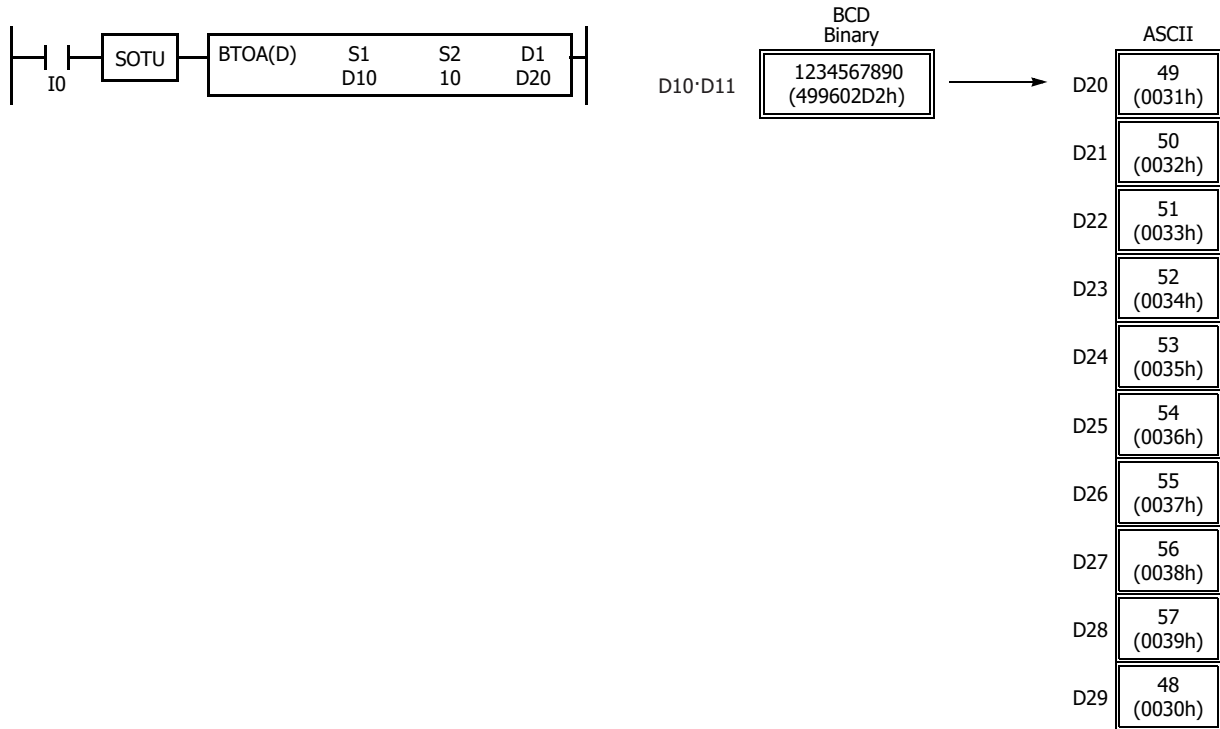 I0
SOTU
BTOA(D) S1 S2 D1
D10 10 D20
BCD
Binary
D10·D11
1234567890
(499602D2h)
ASCII
D20
49
(0031h)
D21
50
(0032h)
D22
51
(0033h)
D23
52
(0034h)
D24
53
(0035h)
D25
54
(0036h)
D26
55
(0037h)
D27
56
(0038h)
D28
57
(0039h)
D29
48
(0030h)